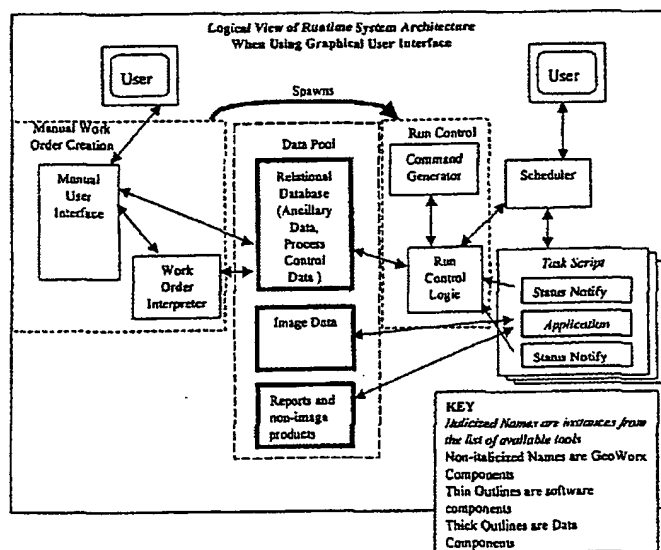 Logical View of Runtime System Architecture
When Using Graphical User Interface
User
User
Spawns
Manual Work
Order Creation
Manual
User
Interface
Work
Order
Interpreter
Data Pool
Relational
Database
(Ancillary
Data,
Process
Control
Data )
Image Data
Reports and
non-image
products
Run Control
Command
Generator
Run
Control
Logic
Scheduler
Task Script
Status Notify
Application
Status Notify
KEY
Italicized Names are instances from
the list of available tools
Non-italicized Names are GeoWorx
Components
Thin Outlines are software
components
Thick Outlines are Data
Components